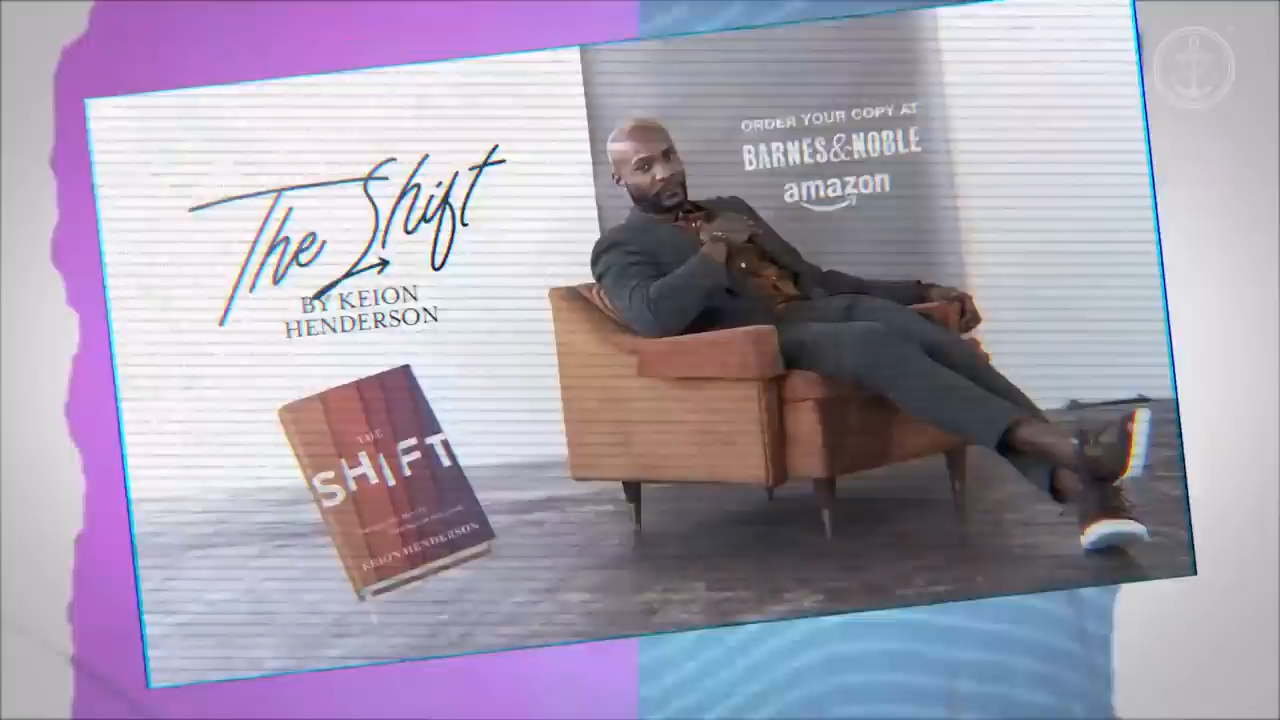 The Shift
BY KEION
HENDERSON
ORDER YOUR COPY AT
BARNES&NOBLE
amazon
THE
SHIFT
KEION HENDERSON